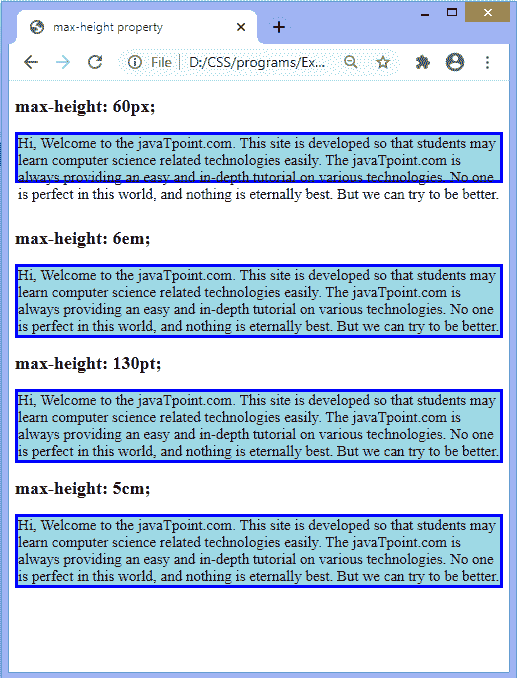 max-height property
File
D:/CSS/programs/Ex...
max-height: 60px;
Hi, Welcome to the javaTpoint.com. This site is developed so that students may
learn computer science related technologies easily. The javaTpoint.com is
always providing an easy and in-depth tutorial on various technologies. No one
is perfect in this world, and nothing is eternally best. But we can try to be better.
max-height: 6em;
Hi, Welcome to the javaTpoint.com. This site is developed so that students may
learn computer science related technologies easily. The javaTpoint.com is
always providing an easy and in-depth tutorial on various technologies. No one
is perfect in this world, and nothing is eternally best. But we can try to be better.
max-height: 130pt;
Hi, Welcome to the javaTpoint.com. This site is developed so that students may
learn computer science related technologies easily. The javaTpoint.com is
always providing an easy and in-depth tutorial on various technologies. No one
is perfect in this world, and nothing is eternally best. But we can try to be better.
max-height: 5cm;
Hi, Welcome to the javaTpoint.com. This site is developed so that students may
learn computer science related technologies easily. The javaTpoint.com is
always providing an easy and in-depth tutorial on various technologies. No one
is perfect in this world, and nothing is eternally best. But we can try to be better.